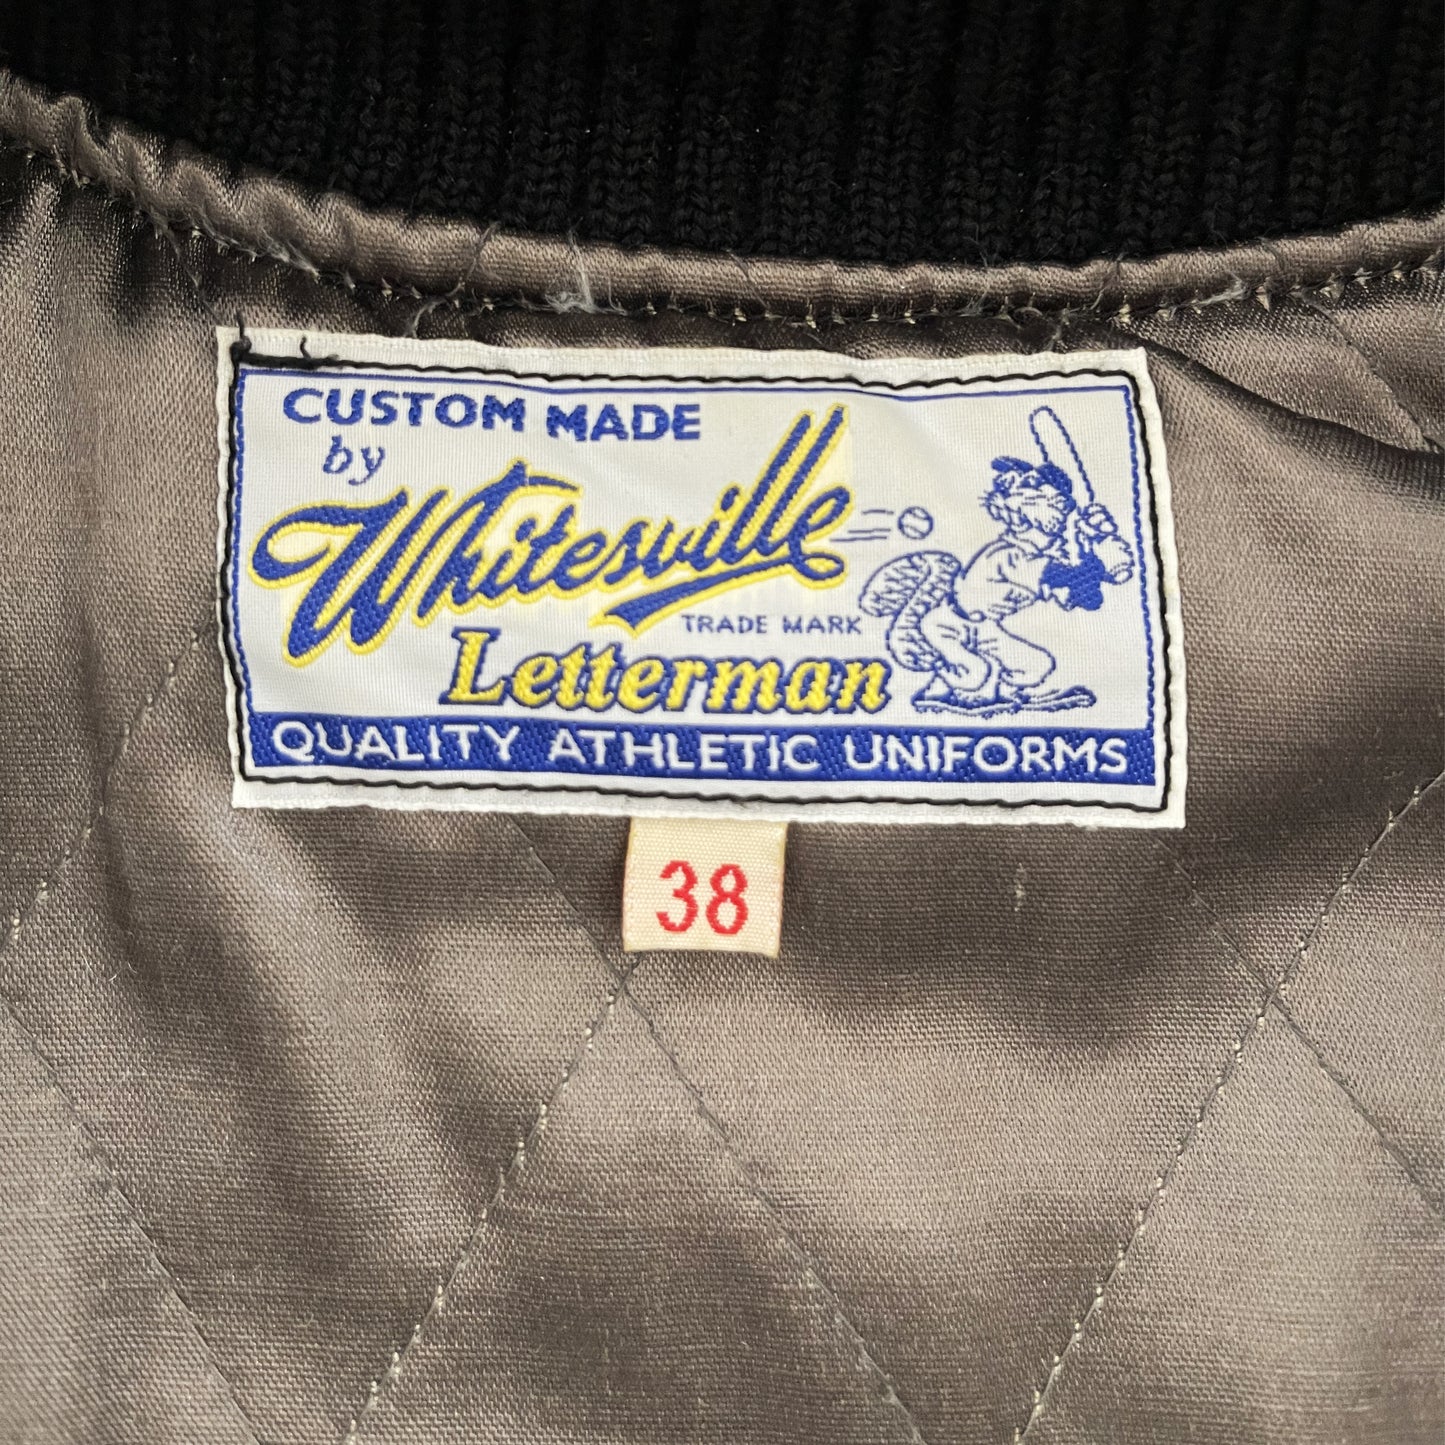 CUSTOM MADE
by
Whitesville
TRADE MARK
Letterman
QUALITY ATHLETIC UNIFORMS
38